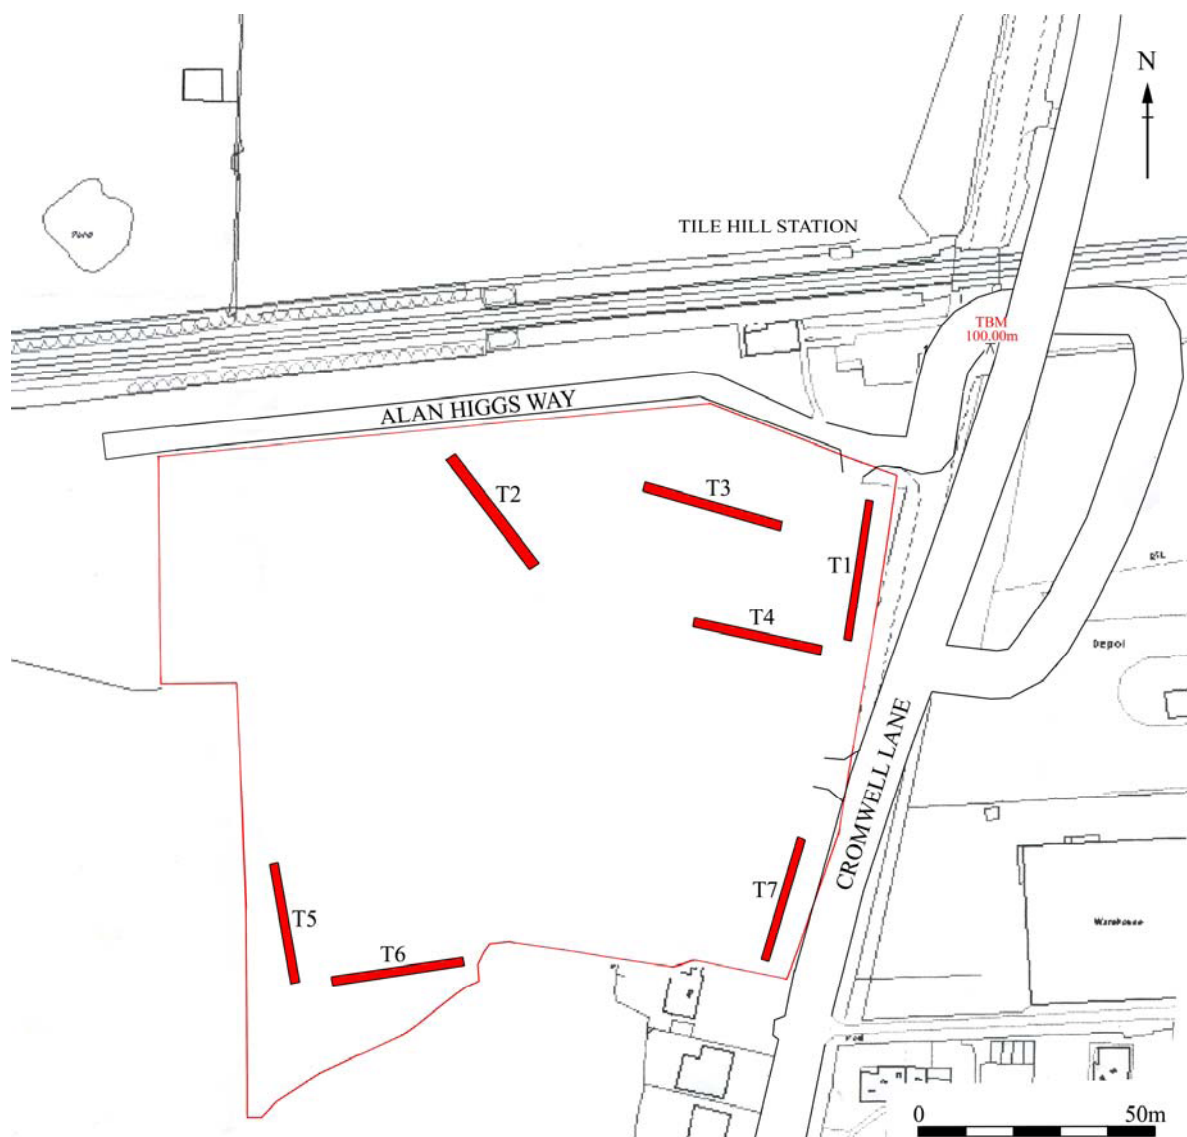 N
Pond
TILE HILL STATION
TBM
100.00m
ALAN HIGGS WAY
T2
T3
T1
T4
Depot
CROMWELL LANE
T7
T5
T6
Warehouse
0
50m